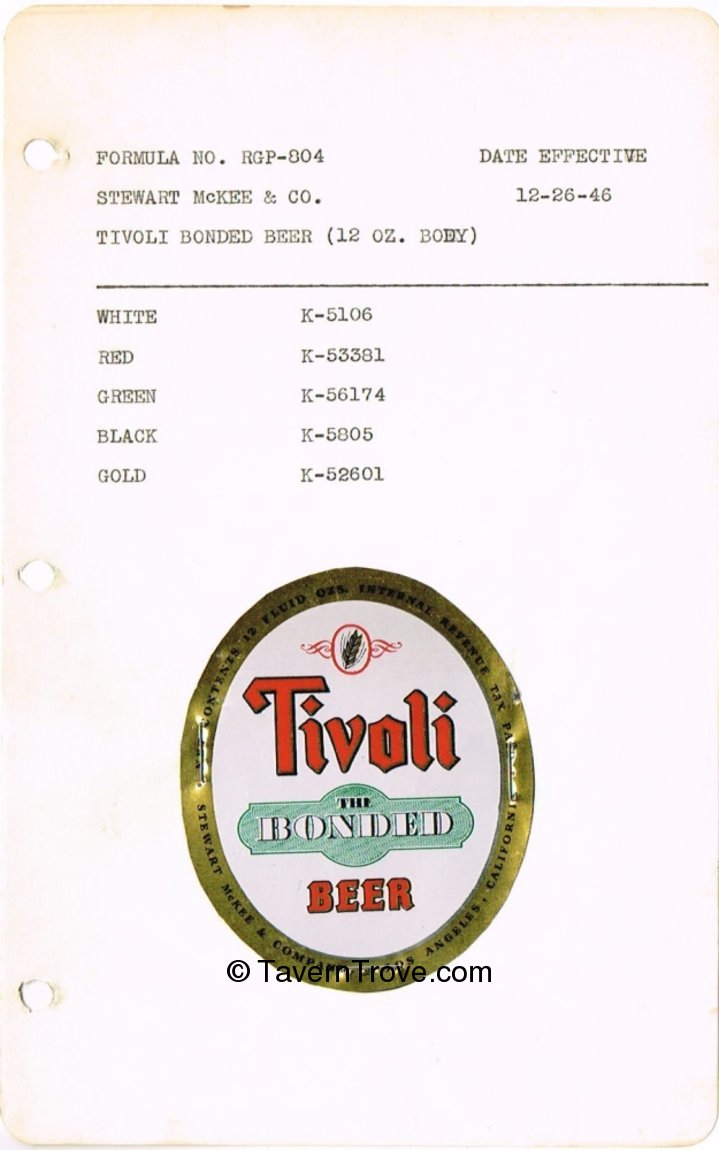 FORMULA NO. RGP-804 DATE EFFECTIVE
STEWART McKEE & CO. 12-26-46
TIVOLI BONDED BEER (12 OZ. BODY)
WHITE K-5106
RED K-53381
GREEN K-56174
BLACK K-5805
GOLD K-52601
CONTENTS 12 FLUID OZS. INTERNAL REVENUE TAX
Tivoli
THE
BONDED
BEER
STEWART McKEE & COMPANY LOS ANGELES, CALIFORNIA
© TavernTrove.com